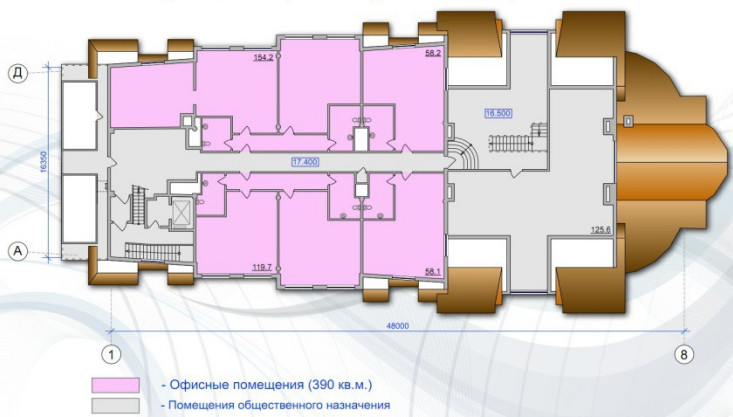 Д
154.2
58.2
16.500
17.400
16350
А
119.7
58.1
125.6
48000
1
8
- Офисные помещения (390 кв.м.)
- Помещения общественного назначения